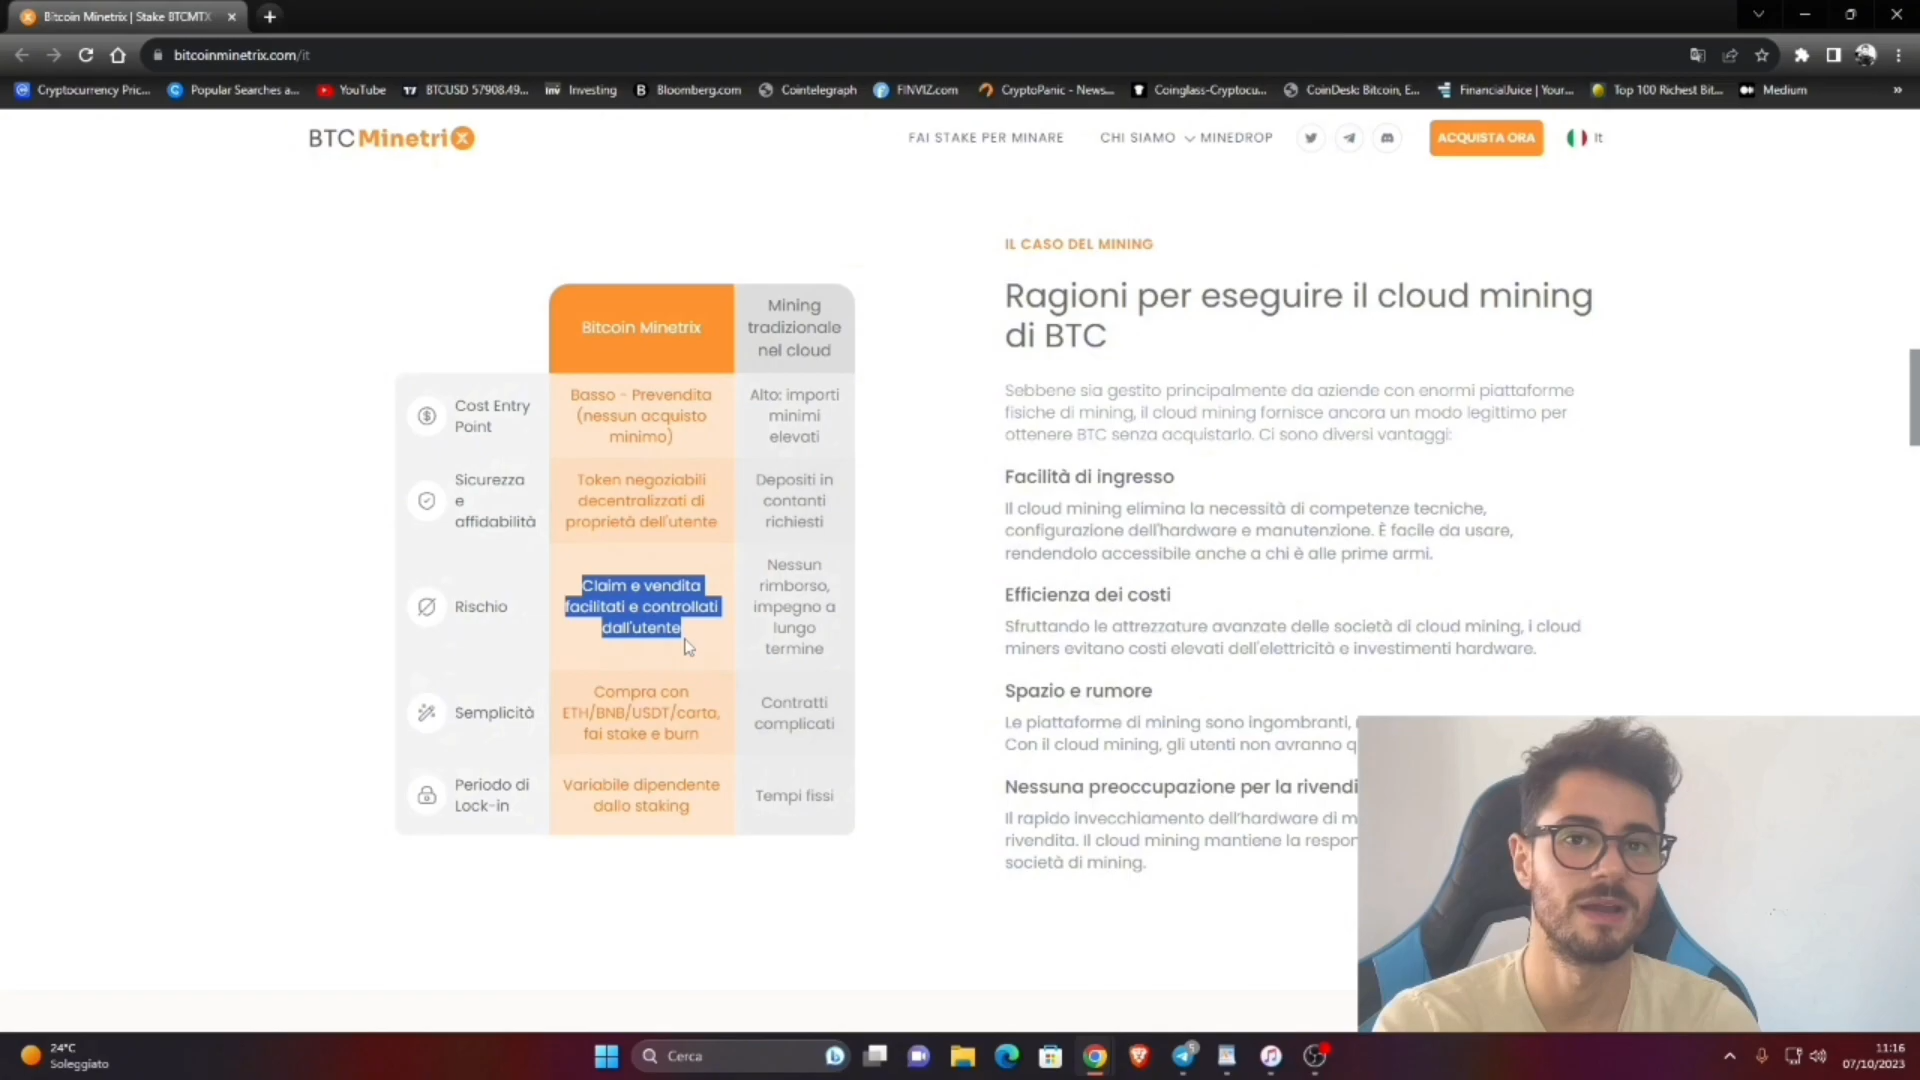 Bitcoin Minetrix | Stake BTCMTX
bitcoinminetrix.com/it
Cryptocurrency Pric...
Popular Searches a...
YouTube
BTCUSD 57908.49...
Investing
Bloomberg.com
Cointelegraph
FINVIZ.com
CryptoPanic - News...
Coinglass-Cryptocu...
CoinDesk: Bitcoin, E...
FinancialJuice | Your...
Top 100 Richest Bit...
Medium
BTCMinetriX
FAI STAKE PER MINARE
CHI SIAMO
MINEDROP
ACQUISTA ORA
It
Bitcoin Minetrix
Mining
tradizionale
nel cloud
Cost Entry
Point
Basso - Prevendita
(nessun acquisto
minimo)
Alto: importi
minimi
elevati
Sicurezza
e
affidabilità
Token negoziabili
decentralizzati di
proprietà dell'utente
Depositi in
contanti
richiesti
Rischio
Claim e vendita
facilitati e controllati
dall'utente
Nessun
rimborso,
impegno a
lungo
termine
Semplicità
Compra con
ETH/BNB/USDT/carta,
fai stake e burn
Contratti
complicati
Periodo di
Lock-in
Variabile dipendente
dallo staking
Tempi fissi
IL CASO DEL MINING
Ragioni per eseguire il cloud mining
di BTC
Sebbene sia gestito principalmente da aziende con enormi piattaforme
fisiche di mining, il cloud mining fornisce ancora un modo legittimo per
ottenere BTC senza acquistarlo. Ci sono diversi vantaggi:
Facilità di ingresso
Il cloud mining elimina la necessità di competenze tecniche,
configurazione dell'hardware e manutenzione. È facile da usare,
rendendolo accessibile anche a chi è alle prime armi.
Efficienza dei costi
Sfruttando le attrezzature avanzate delle società di cloud mining, i cloud
miners evitano costi elevati dell'elettricità e investimenti hardware.
Spazio e rumore
Le piattaforme di mining sono ingombranti,
Con il cloud mining, gli utenti non avranno
Nessuna preoccupazione per la rivendi
Il rapido invecchiamento dell'hardware di m
rivendita. Il cloud mining mantiene la respon
società di mining.
24°C
Soleggiato
Cerca
11:16
07/10/2023